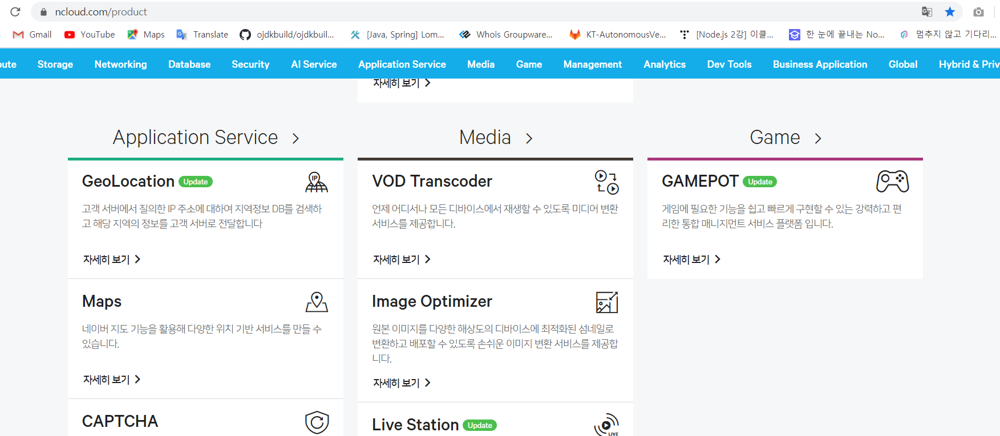 ncloud.com/product
Gmail
YouTube
Maps
Translate
ojdkbuild/ojdkbuil...
[Java, Spring] Lom...
Whois Groupware...
KT-AutonomousVe...
[Node.js 2강] 이클...
한 눈에 끝내는 No...
멈추지 않고 기다리...
Storage
Networking
Database
Security
AI Service
Application Service
Media
Game
Management
Analytics
Dev Tools
Business Application
Global
Hybrid & Priv
자세히 보기
Application Service
GeoLocation Update
IP
고객 서버에서 질의한 IP 주소에 대하여 지역정보 DB를 검색하
고 해당 지역의 정보를 고객 서버로 전달합니다
자세히 보기
Maps
네이버 지도 기능을 활용해 다양한 위치 기반 서비스를 만들 수
있습니다.
자세히 보기
CAPTCHA
Media
VOD Transcoder
언제 어디서나 모든 디바이스에서 재생할 수 있도록 미디어 변환
서비스를 제공합니다.
자세히 보기
Image Optimizer
원본 이미지를 다양한 해상도의 디바이스에 최적화된 섬네일로
변환하고 배포할 수 있도록 손쉬운 이미지 변환 서비스를 제공합
니다.
자세히 보기
Live Station Update
LIVE
Game
GAMEPOT Update
게임에 필요한 기능을 쉽고 빠르게 구현할 수 있는 강력하고 편
리한 통합 매니지먼트 서비스 플랫폼 입니다.
자세히 보기